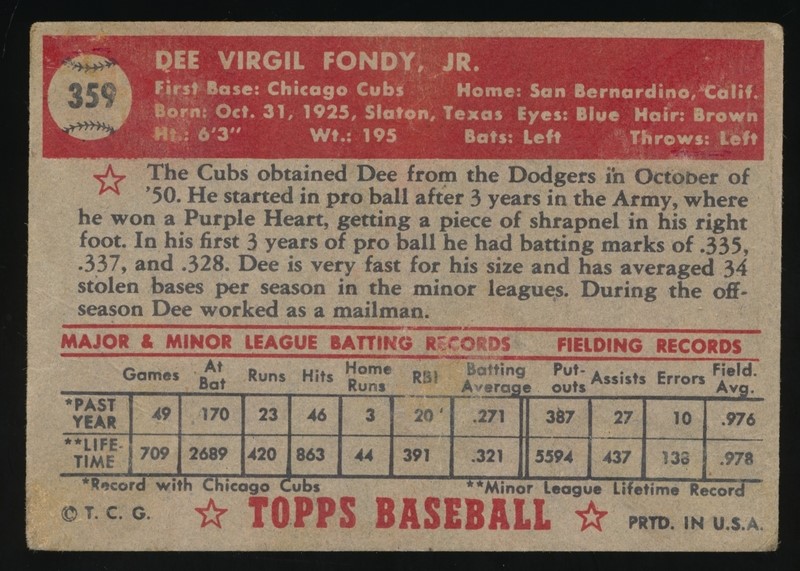 359
DEE VIRGIL FONDY, JR.
First Base: Chicago Cubs Home: San Bernardino, Calif.
Born: Oct. 31, 1925, Slaton, Texas Eyes: Blue Hair: Brown
Ht.: 6'3" Wt.: 195 Bats: Left Throws: Left
The Cubs obtained Dee from the Dodgers in October of
'50. He started in pro ball after 3 years in the Army, where
he won a Purple Heart, getting a piece of shrapnel in his right
foot. In his first 3 years of pro ball he had batting marks of .335,
.337, and .328. Dee is very fast for his size and has averaged 34
stolen bases per season in the minor leagues. During the off-
season Dee worked as a mailman.
MAJOR & MINOR LEAGUE BATTING RECORDS FIELDING RECORDS
Games At Bat Runs Hits Home Runs RBI Batting Average Put-outs Assists Errors Field. Avg.
*PAST YEAR 49 170 23 46 3 20 .271 387 27 10 .976
**LIFE-TIME 709 2689 420 863 44 391 .321 5594 437 138 .978
*Record with Chicago Cubs **Minor League Lifetime Record
© T. C. G. TOPPS BASEBALL PRTD. IN U.S.A.